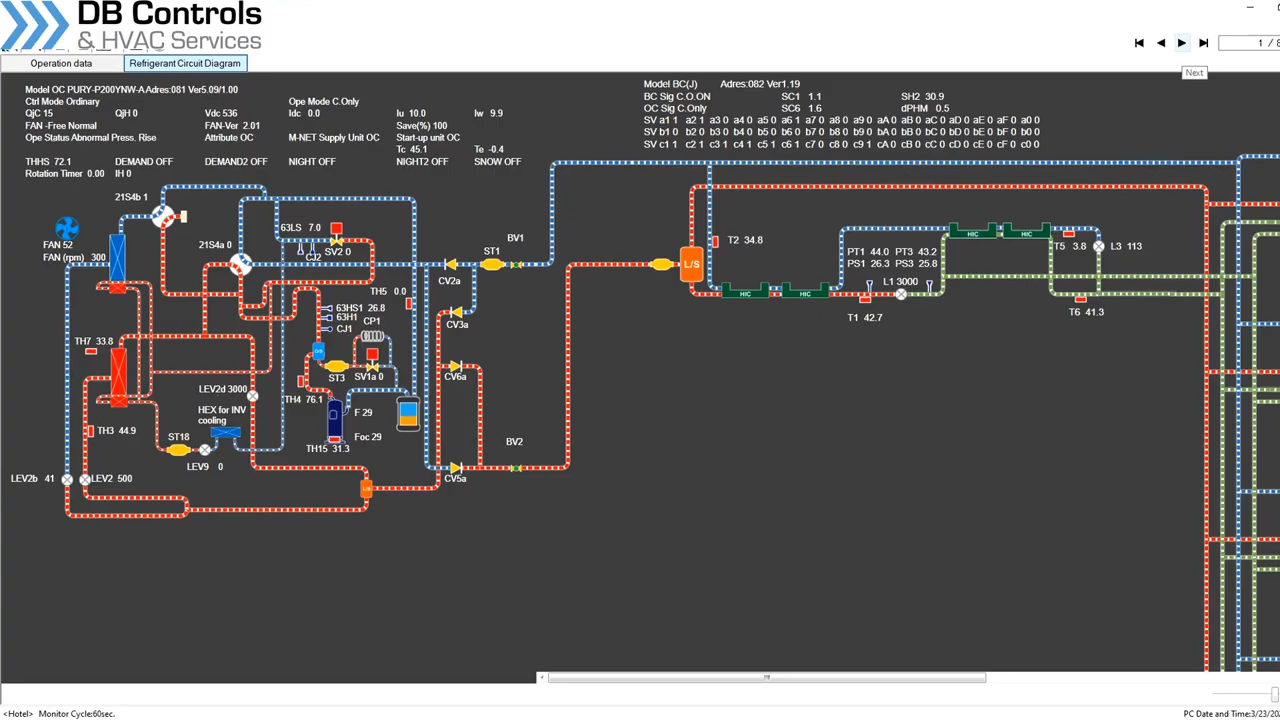 DB Controls
& HVAC Services
1 / 8
Operation data
Refrigerant Circuit Diagram
Next
Model OC PURY-P200YNW-A Adres:081 Ver5.09/1.00
Ctrl Mode Ordinary Ope Mode C.Only
QjC 15 QjH 0 Vdc 536 Idc 0.0 Iu 10.0 Iw 9.9
FAN -Free Normal FAN-Ver 2.01 Save(%) 100
Ope Status Abnormal Press, Rise Attribute OC M-NET Supply Unit OC Start-up unit OC
Tc 45.1 Te -0.4
THHS 72.1 DEMAND OFF DEMAND2 OFF NIGHT OFF NIGHT2 OFF SNOW OFF
Rotation Timer 0.00 IH 0
Model BC(J) Adres:082 Ver1.19
BC Sig C.O.ON SC1 1.1 SH2 30.9
OC Sig C.Only SC6 1.6 dPHM 0.5
SV a1 1 a2 1 a3 0 a4 0 a5 0 a6 1 a7 0 a8 0 a9 0 aA 0 aB 0 aC 0 aD 0 aE 0 aF 0 a0 0
SV b1 0 b2 0 b3 0 b4 0 b5 0 b6 0 b7 0 b8 0 b9 0 bA 0 bB 0 bC 0 bD 0 bE 0 bF 0 b0 0
SV c1 1 c2 1 c3 0 c4 0 c5 0 c6 1 c7 0 c8 0 c9 0 cA 0 cB 0 cC 0 cD 0 cE 0 cF 0 c0 0
21S4b 1
63LS 7.0
SV2 0
CJ2
21S4a 0
FAN 52
FAN (rpm) 300
BV1
ST1
CV2a
T2 34.8
L/S
HIC
HIC
PT1 44.0 PT3 43.2
PS1 26.3 PS3 25.8
L1 3000
T1 42.7
HIC
HIC
T5 3.8
L3 113
T6 41.3
TH5 0.0
63HS1 26.8
63H1
CJ1
CP1
CV3a
TH7 33.8
O/S
ST3
SV1a 0
CV6a
LEV2d 3000
TH4 76.1
HEX for INV
cooling
F 29
Foc 29
TH3 44.9
ST18
TH15 31.3
BV2
LEV9 0
CV5a
LEV2b 41
LEV2 500
<Hotel> Monitor Cycle:60sec.
PC Date and Time:3/23/20